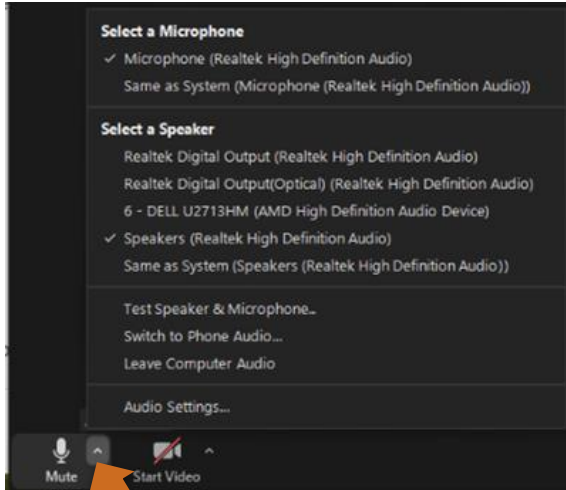 Select a Microphone
✓ Microphone (Realtek High Definition Audio)
Same as System (Microphone (Realtek High Definition Audio))
Select a Speaker
Realtek Digital Output (Realtek High Definition Audio)
Realtek Digital Output(Optical) (Realtek High Definition Audio)
6 - DELL U2713HM (AMD High Definition Audio Device)
✓ Speakers (Realtek High Definition Audio)
Same as System (Speakers (Realtek High Definition Audio))
Test Speaker & Microphone...
Switch to Phone Audio...
Leave Computer Audio
Audio Settings...
Mute Start Video